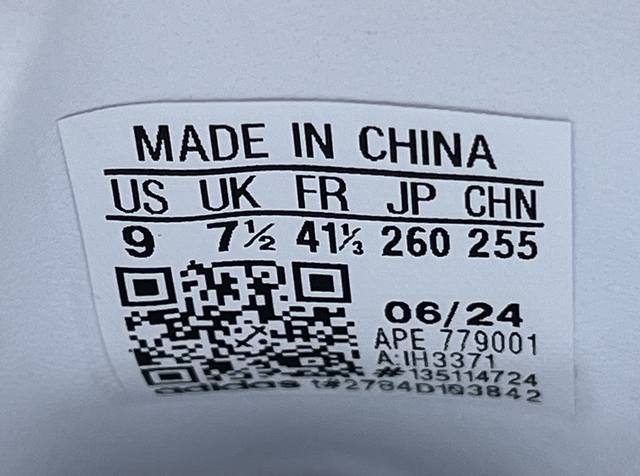 MADE IN CHINA
US UK FR JP CHN
9 7½ 41⅓ 260 255
06/24
APE 779001
A:IH3371
#135114724
adidas t#2784D103842